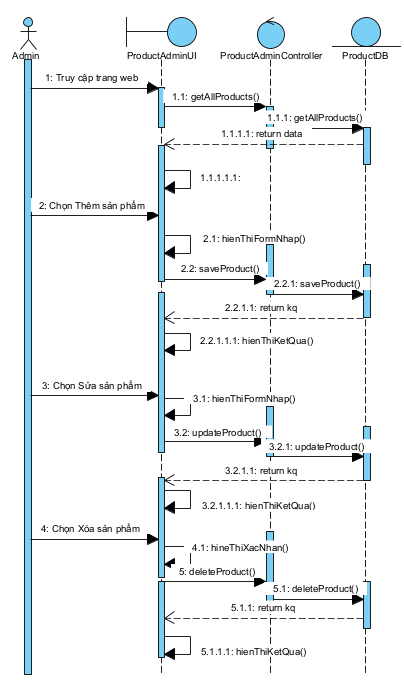 Admin
ProductAdminUI
ProductAdminController
ProductDB
1: Truy cập trang web
1.1: getAllProducts()
1.1.1: getAllProducts()
1.1.1.1: return data
1.1.1.1.1:
2: Chọn Thêm sản phẩm
2.1: hienThiFormNhap()
2.2: saveProduct()
2.2.1: saveProduct()
2.2.1.1: return kq
2.2.1.1.1: hienThiKetQua()
3: Chọn Sửa sản phẩm
3.1: hienThiFormNhap()
3.2: updateProduct()
3.2.1: updateProduct()
3.2.1.1: return kq
3.2.1.1.1: hienThiKetQua()
4: Chọn Xóa sản phẩm
4.1: hineThiXacNhan()
5: deleteProduct()
5.1: deleteProduct()
5.1.1: return kq
5.1.1.1: hienThiKetQua()